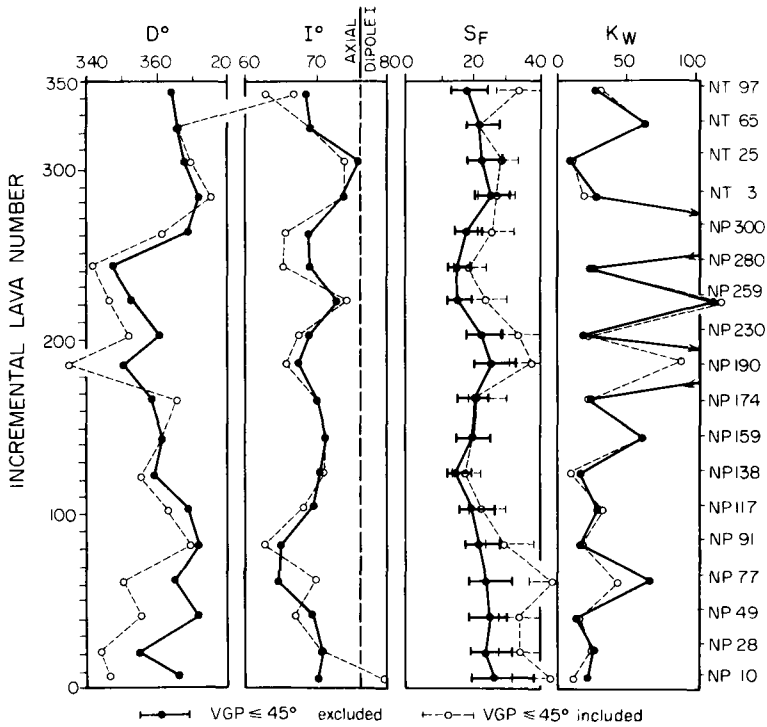 D° I° AXIAL DIPOLE I SF KW
340 360 20 60 70 80 0 20 40 0 50 100
INCREMENTAL LAVA NUMBER
350
300
200
100
0
NT 97
NT 65
NT 25
NT 3
NP 300
NP 280
NP 259
NP 230
NP 190
NP 174
NP 159
NP 138
NP 117
NP 91
NP 77
NP 49
NP 28
NP 10
VGP ≤ 45° excluded VGP ≤ 45° included